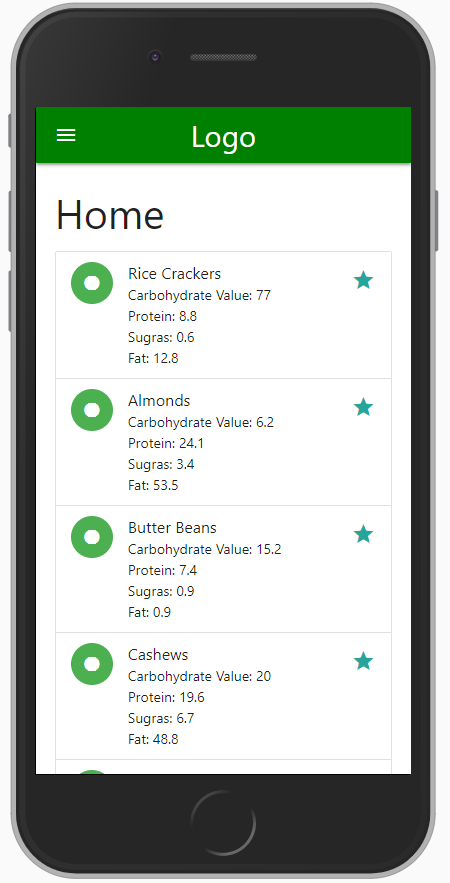 Logo
Home
Rice Crackers
Carbohydrate Value: 77
Protein: 8.8
Sugras: 0.6
Fat: 12.8
Almonds
Carbohydrate Value: 6.2
Protein: 24.1
Sugras: 3.4
Fat: 53.5
Butter Beans
Carbohydrate Value: 15.2
Protein: 7.4
Sugras: 0.9
Fat: 0.9
Cashews
Carbohydrate Value: 20
Protein: 19.6
Sugras: 6.7
Fat: 48.8